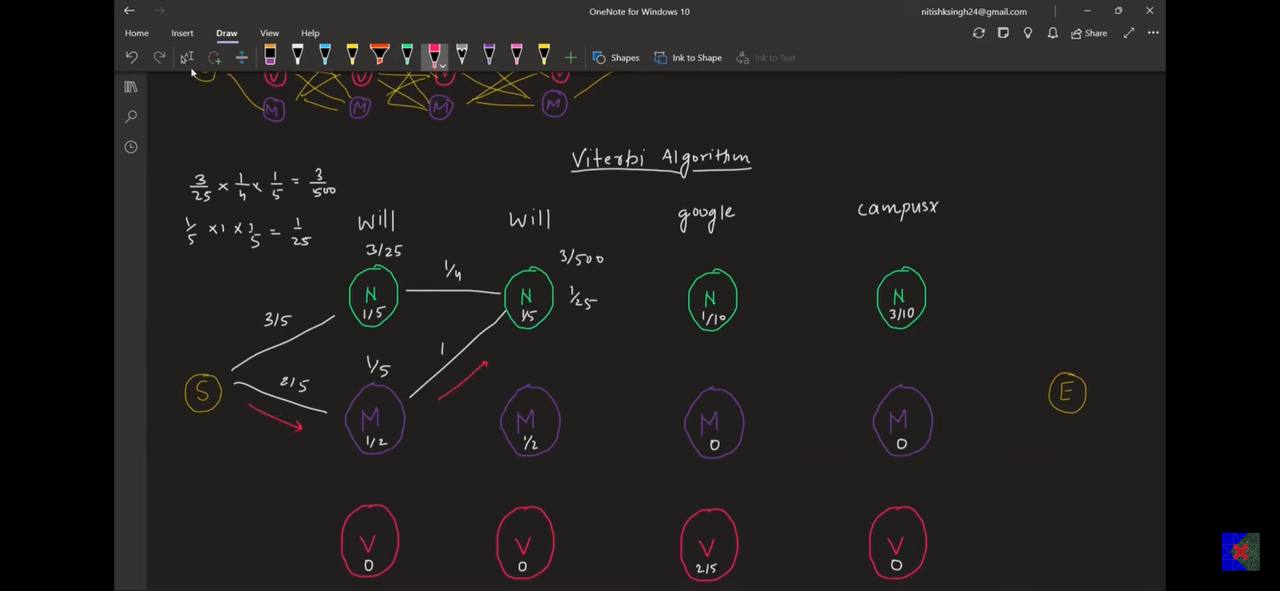 OneNote for Windows 10
nitishksingh24@gmail.com
Home Insert Draw View Help
Share
Shapes Ink to Shape Ink to Text
V V V V
M M M M
Viterbi Algorithm
3/25 × 1/4 × 1/5 = 3/500
1/5 × 1 × 1/5 = 1/25
Will Will google campusx
3/25 3/500
1/4
N N 1/25 N N
1/5 1/5 1/10 3/10
3/5
1/5 1
2/5
S E
M M M M
1/2 1/2 0 0
V V V V
0 0 2/5 0